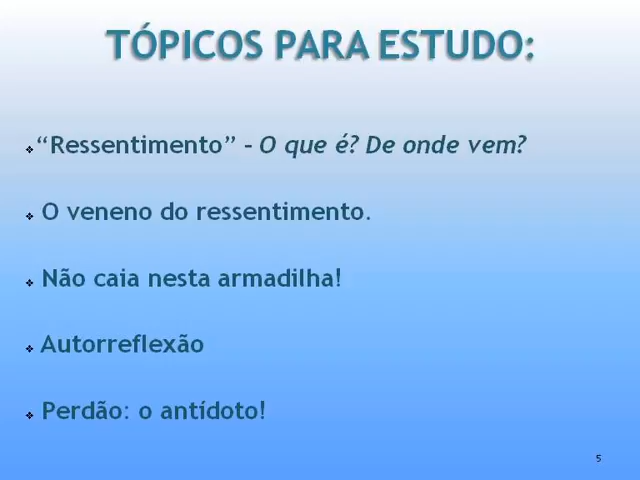 TÓPICOS PARA ESTUDO:
❖“Ressentimento” – O que é? De onde vem?
❖ O veneno do ressentimento.
❖ Não caia nesta armadilha!
❖ Autorreflexão
❖ Perdão: o antídoto!
5